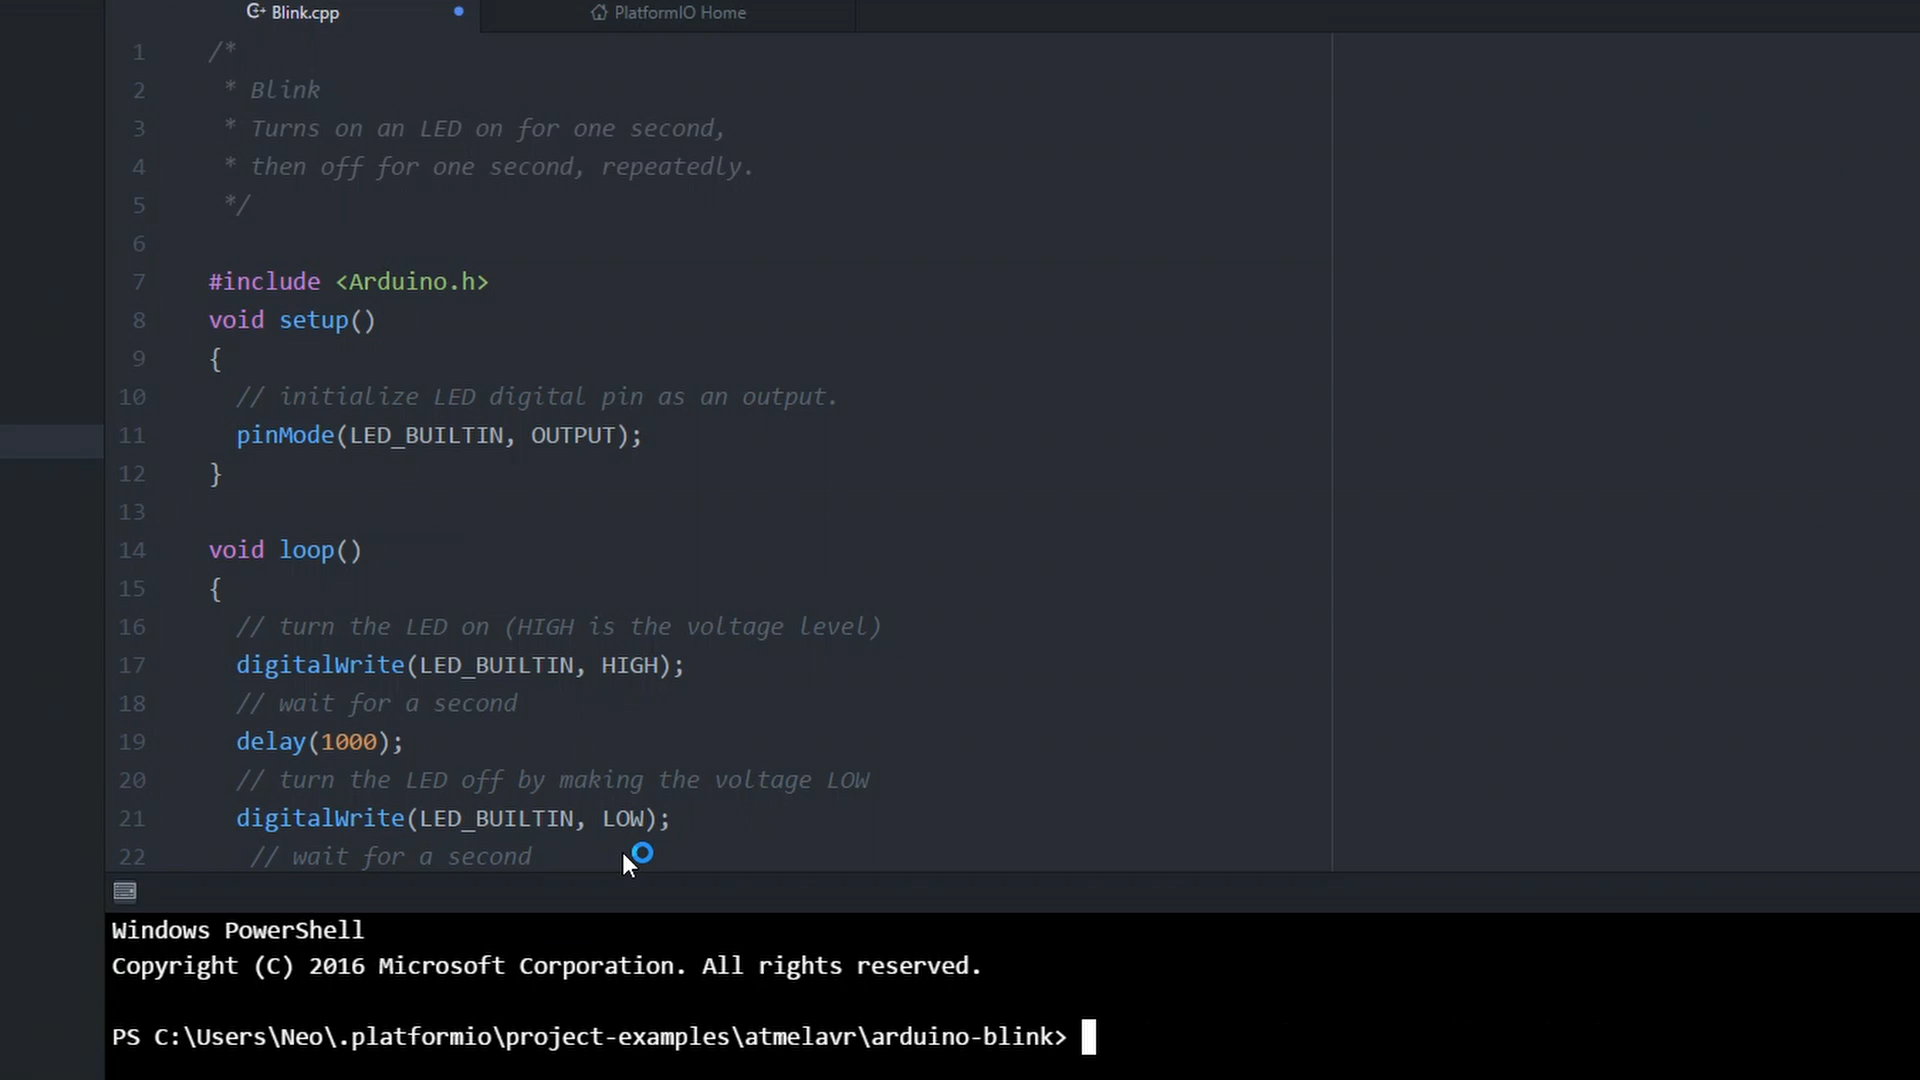 Blink.cpp
PlatformIO Home
1 /*
2  * Blink
3  * Turns on an LED on for one second,
4  * then off for one second, repeatedly.
5  */
6
7 #include <Arduino.h>
8 void setup()
9 {
10   // initialize LED digital pin as an output.
11   pinMode(LED_BUILTIN, OUTPUT);
12 }
13
14 void loop()
15 {
16   // turn the LED on (HIGH is the voltage level)
17   digitalWrite(LED_BUILTIN, HIGH);
18   // wait for a second
19   delay(1000);
20   // turn the LED off by making the voltage LOW
21   digitalWrite(LED_BUILTIN, LOW);
22    // wait for a second
Windows PowerShell
Copyright (C) 2016 Microsoft Corporation. All rights reserved.
PS C:\Users\Neo\.platformio\project-examples\atmelavr\arduino-blink>